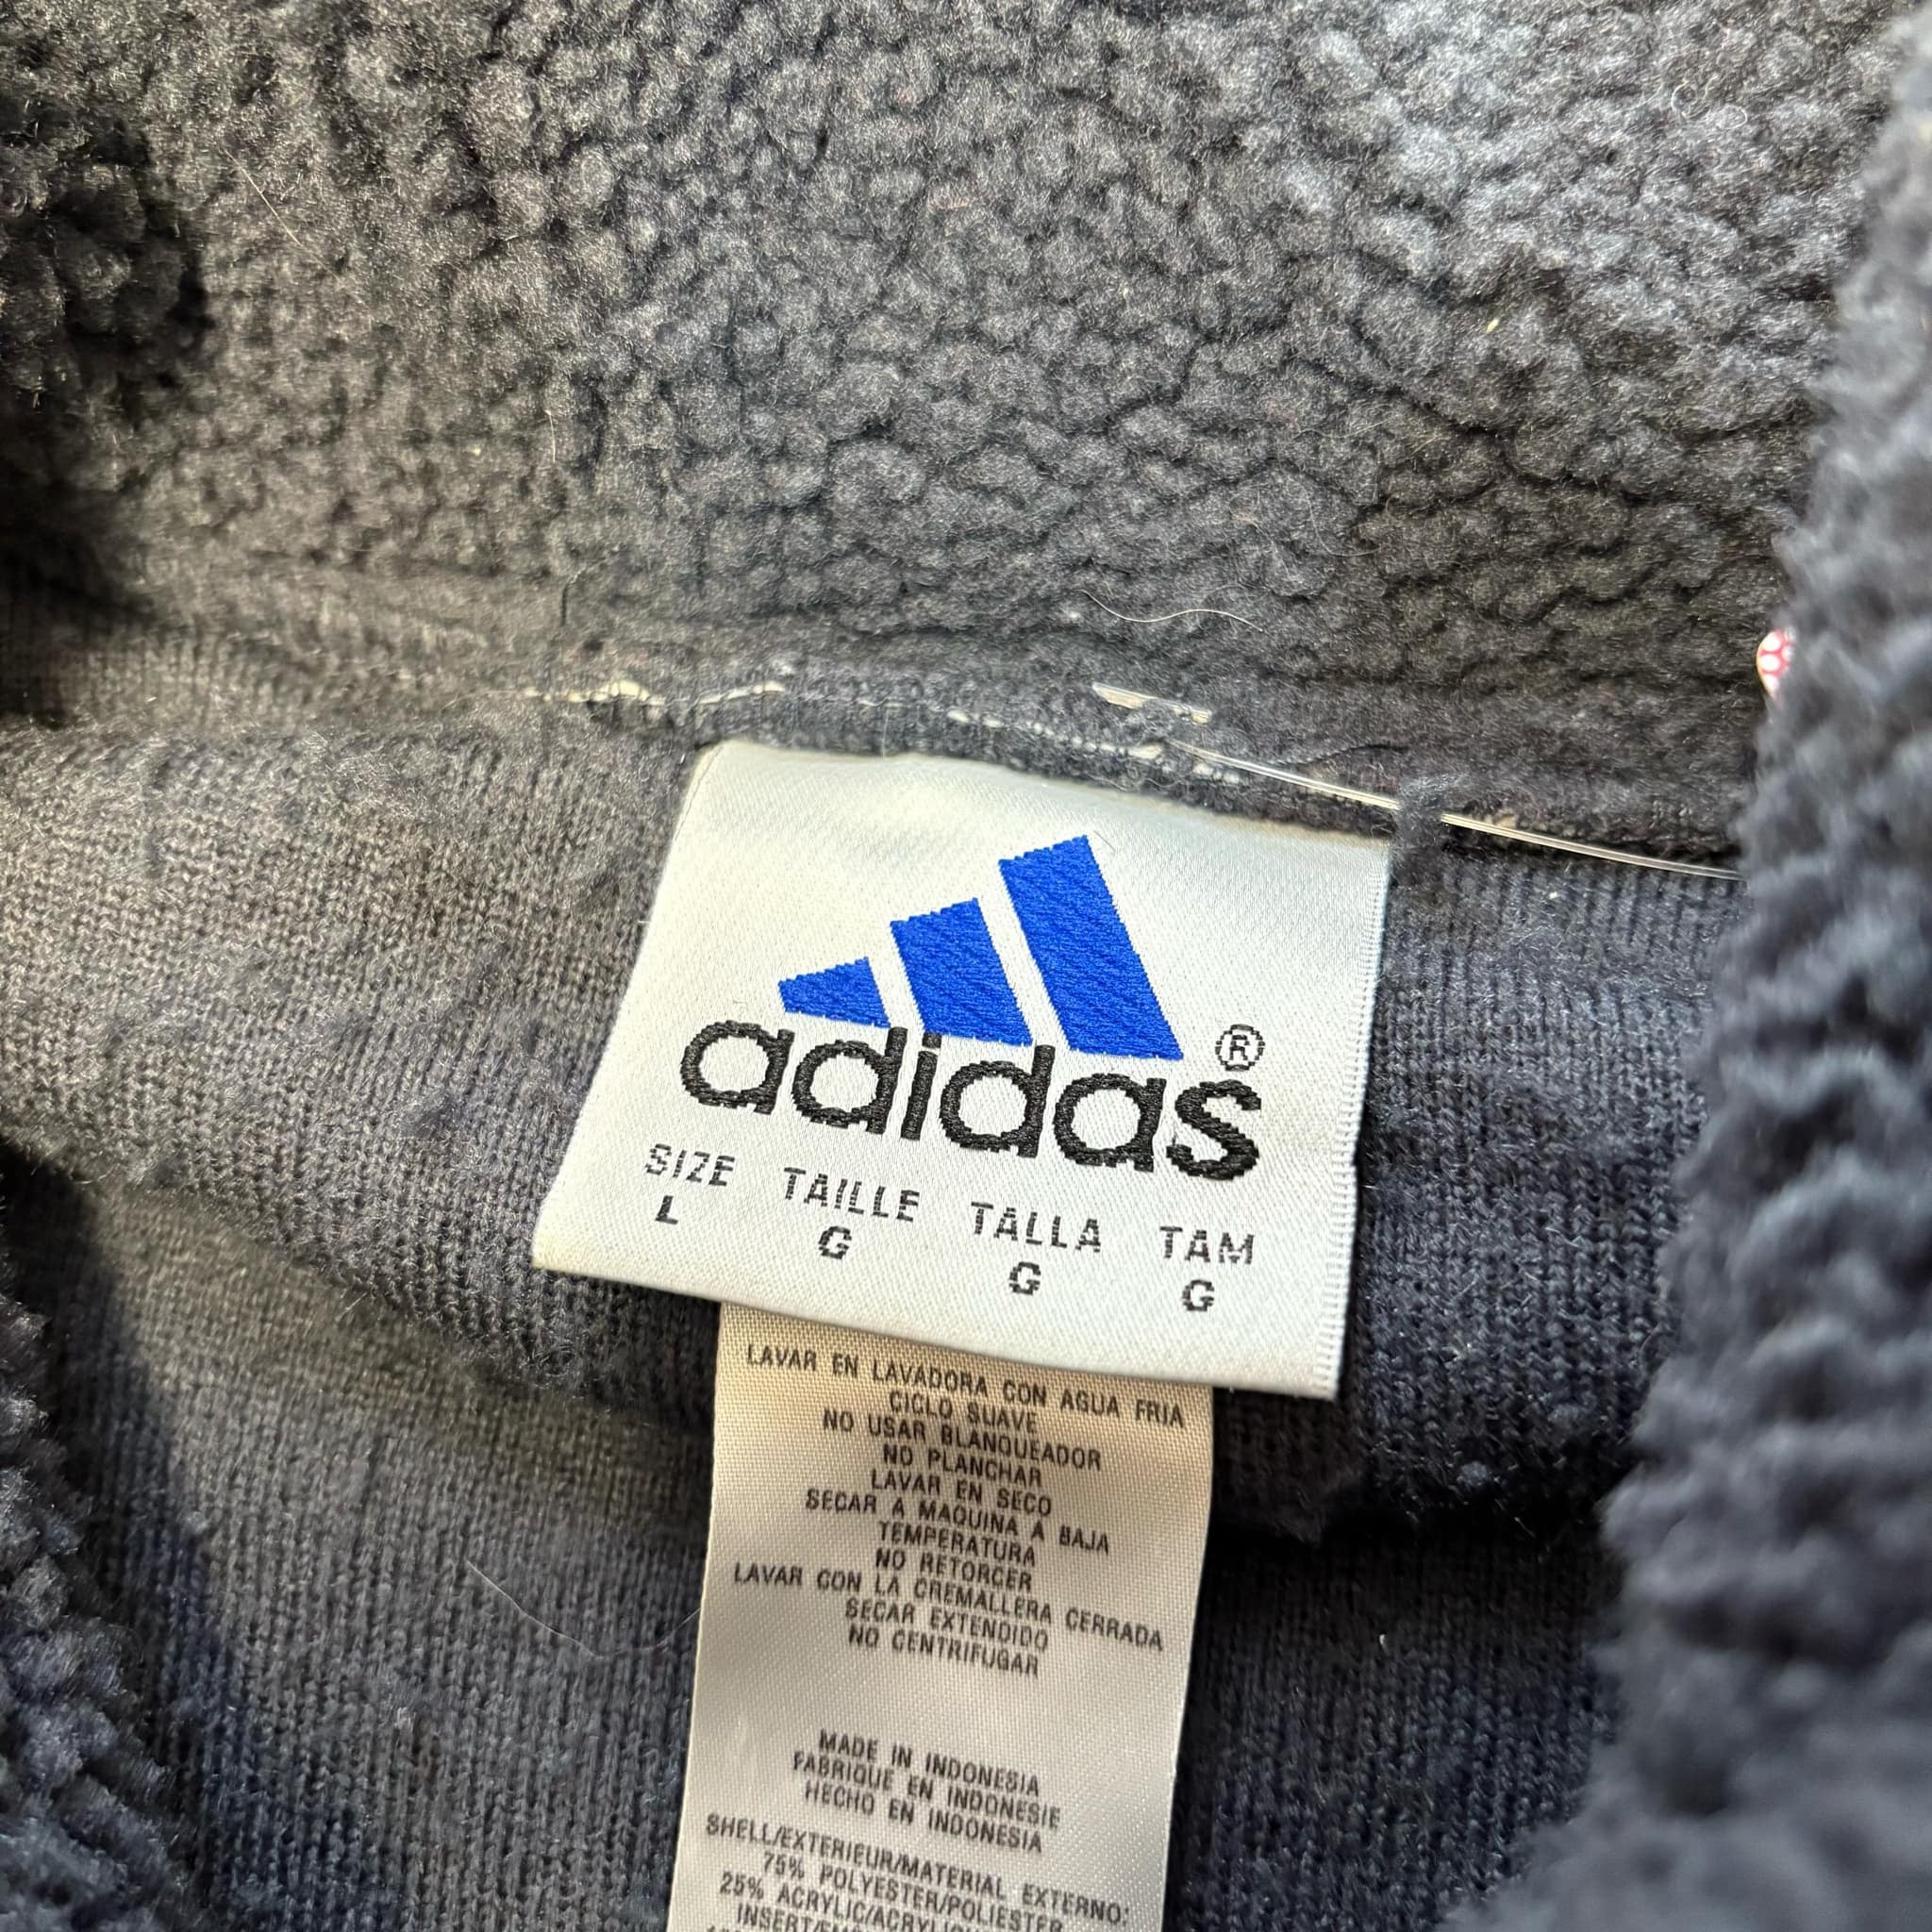 adidas ®
SIZE TAILLE TALLA TAM
L G G G
LAVAR EN LAVADORA CON AGUA FRIA
CICLO SUAVE
NO USAR BLANQUEADOR
NO PLANCHAR
LAVAR EN SECO
SECAR A MAQUINA A BAJA
TEMPERATURA
NO RETORCER
LAVAR CON LA CREMALLERA CERRADA
SECAR EXTENDIDO
NO CENTRIFUGAR
MADE IN INDONESIA
FABRIQUE EN INDONESIE
HECHO EN INDONESIA
SHELL/EXTERIEUR/MATERIAL EXTERNO:
75% POLYESTER/POLIESTER
25% ACRYLIC/